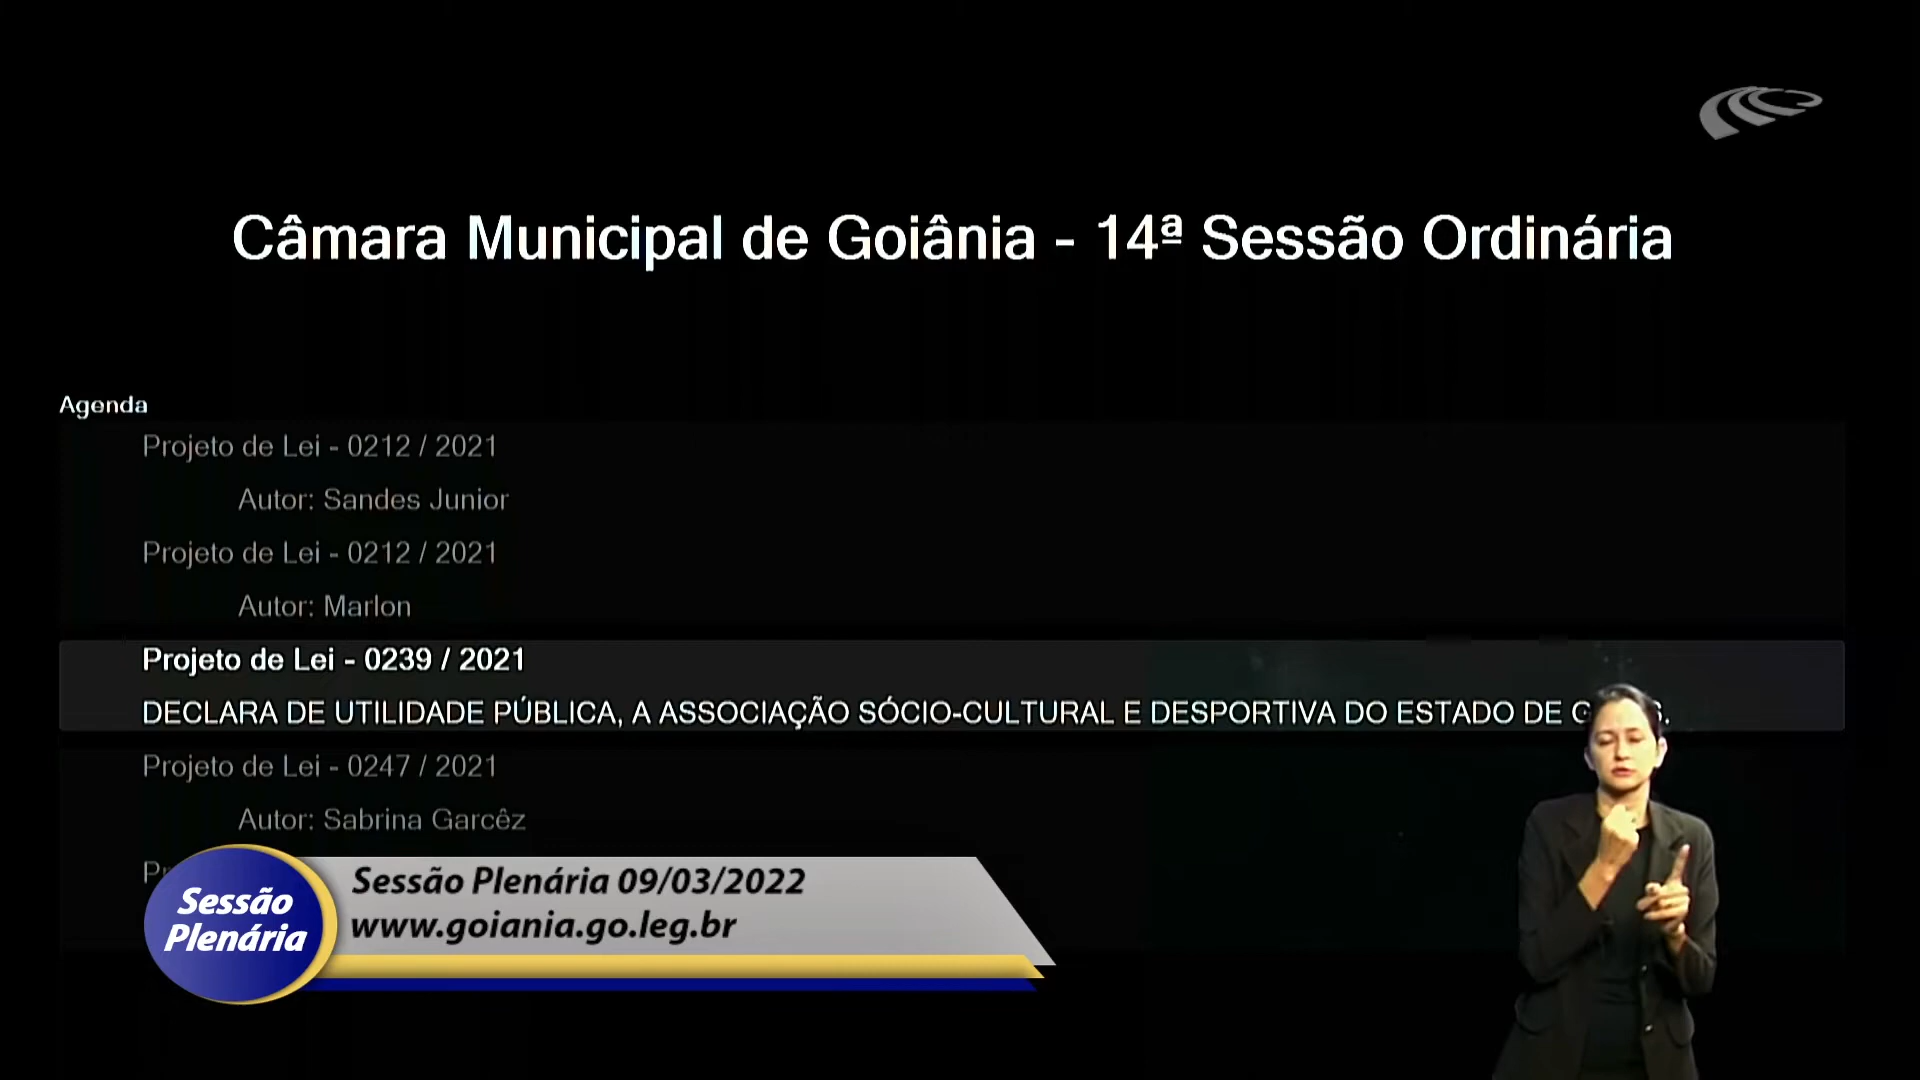 Câmara Municipal de Goiânia - 14ª Sessão Ordinária
Agenda
Projeto de Lei - 0212 / 2021
Autor: Sandes Junior
Projeto de Lei - 0212 / 2021
Autor: Marlon
Projeto de Lei - 0239 / 2021
DECLARA DE UTILIDADE PÚBLICA, A ASSOCIAÇÃO SÓCIO-CULTURAL E DESPORTIVA DO ESTADO DE
Projeto de Lei - 0247 / 2021
Autor: Sabrina Garcêz
Sessão Plenária
Sessão Plenária 09/03/2022
www.goiania.go.leg.br